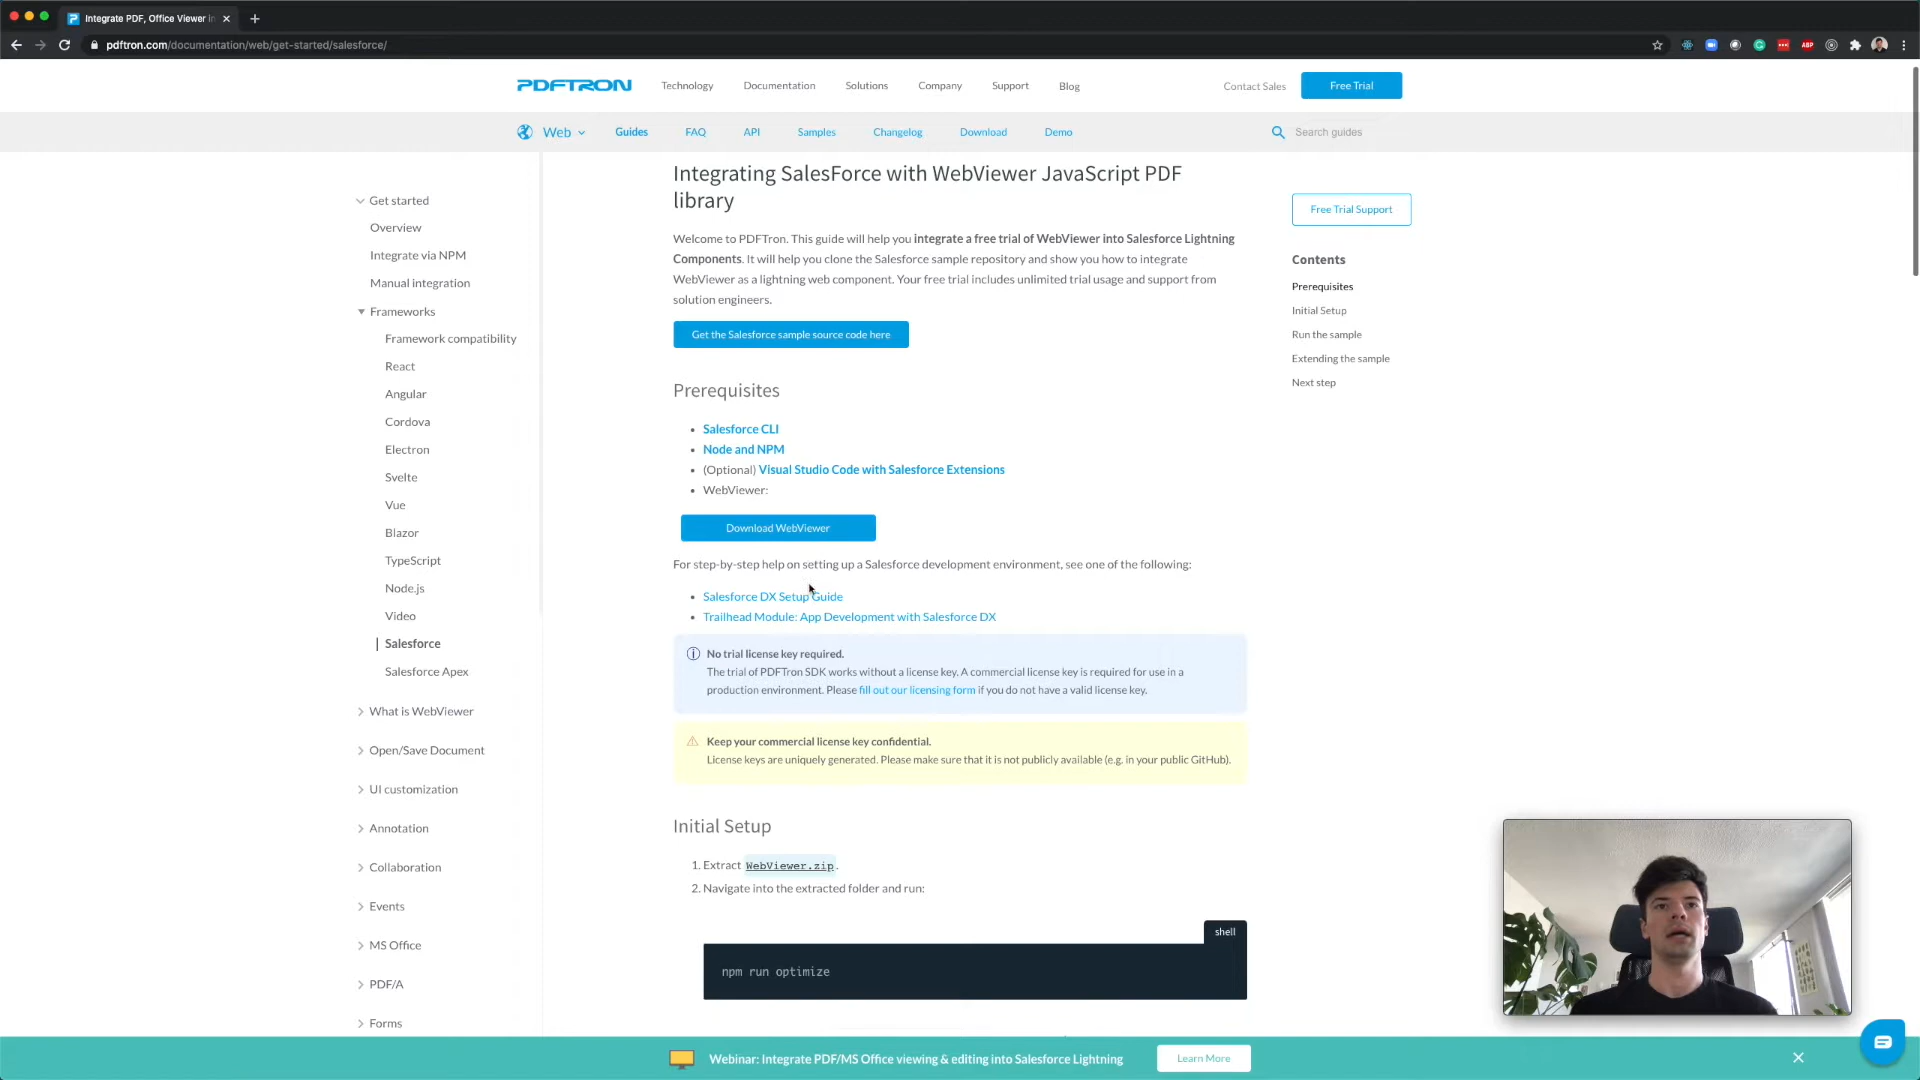 Integrate PDF, Office Viewer in
pdftron.com/documentation/web/get-started/salesforce/
ABP
PDFTRON
Technology
Documentation
Solutions
Company
Support
Blog
Contact Sales
Free Trial
Web
Guides
FAQ
API
Samples
Changelog
Download
Demo
Search guides
Get started
Overview
Integrate via NPM
Manual integration
Frameworks
Framework compatibility
React
Angular
Cordova
Electron
Svelte
Vue
Blazor
TypeScript
Node.js
Video
Salesforce
Salesforce Apex
What is WebViewer
Open/Save Document
UI customization
Annotation
Collaboration
Events
MS Office
PDF/A
Forms
Integrating SalesForce with WebViewer JavaScript PDF
library
Welcome to PDFTron. This guide will help you integrate a free trial of WebViewer into Salesforce Lightning
Components. It will help you clone the Salesforce sample repository and show you how to integrate
WebViewer as a lightning web component. Your free trial includes unlimited trial usage and support from
solution engineers.
Get the Salesforce sample source code here
Prerequisites
• Salesforce CLI
• Node and NPM
• (Optional) Visual Studio Code with Salesforce Extensions
• WebViewer:
Download WebViewer
For step-by-step help on setting up a Salesforce development environment, see one of the following:
• Salesforce DX Setup Guide
• Trailhead Module: App Development with Salesforce DX
No trial license key required.
The trial of PDFTron SDK works without a license key. A commercial license key is required for use in a
production environment. Please fill out our licensing form if you do not have a valid license key.
Keep your commercial license key confidential.
License keys are uniquely generated. Please make sure that it is not publicly available (e.g. in your public GitHub).
Initial Setup
1. Extract WebViewer.zip.
2. Navigate into the extracted folder and run:
shell
npm run optimize
Free Trial Support
Contents
Prerequisites
Initial Setup
Run the sample
Extending the sample
Next step
Webinar: Integrate PDF/MS Office viewing & editing into Salesforce Lightning
Learn More